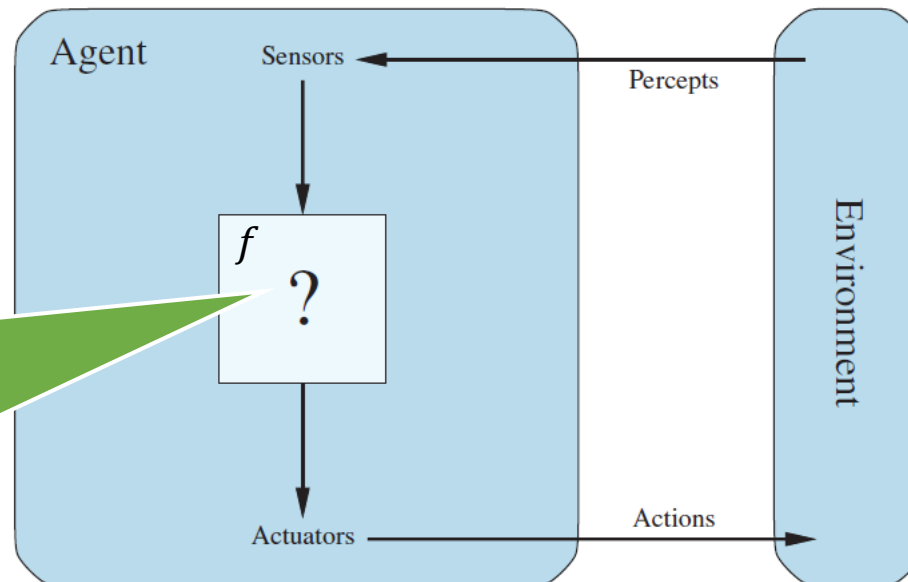 Agent
Sensors
Percepts
f
?
Environment
Actuators
Actions